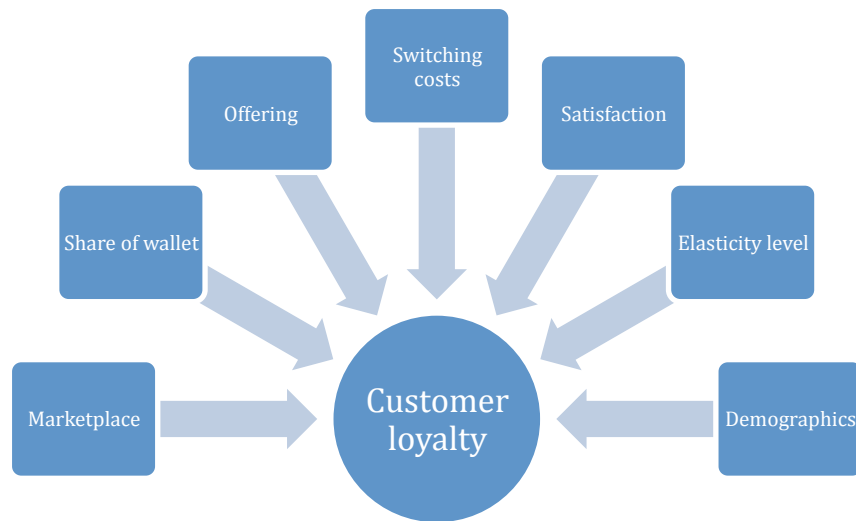 Switching
costs
Offering
Satisfaction
Share of wallet
Elasticity level
Marketplace
Customer
loyalty
Demographics